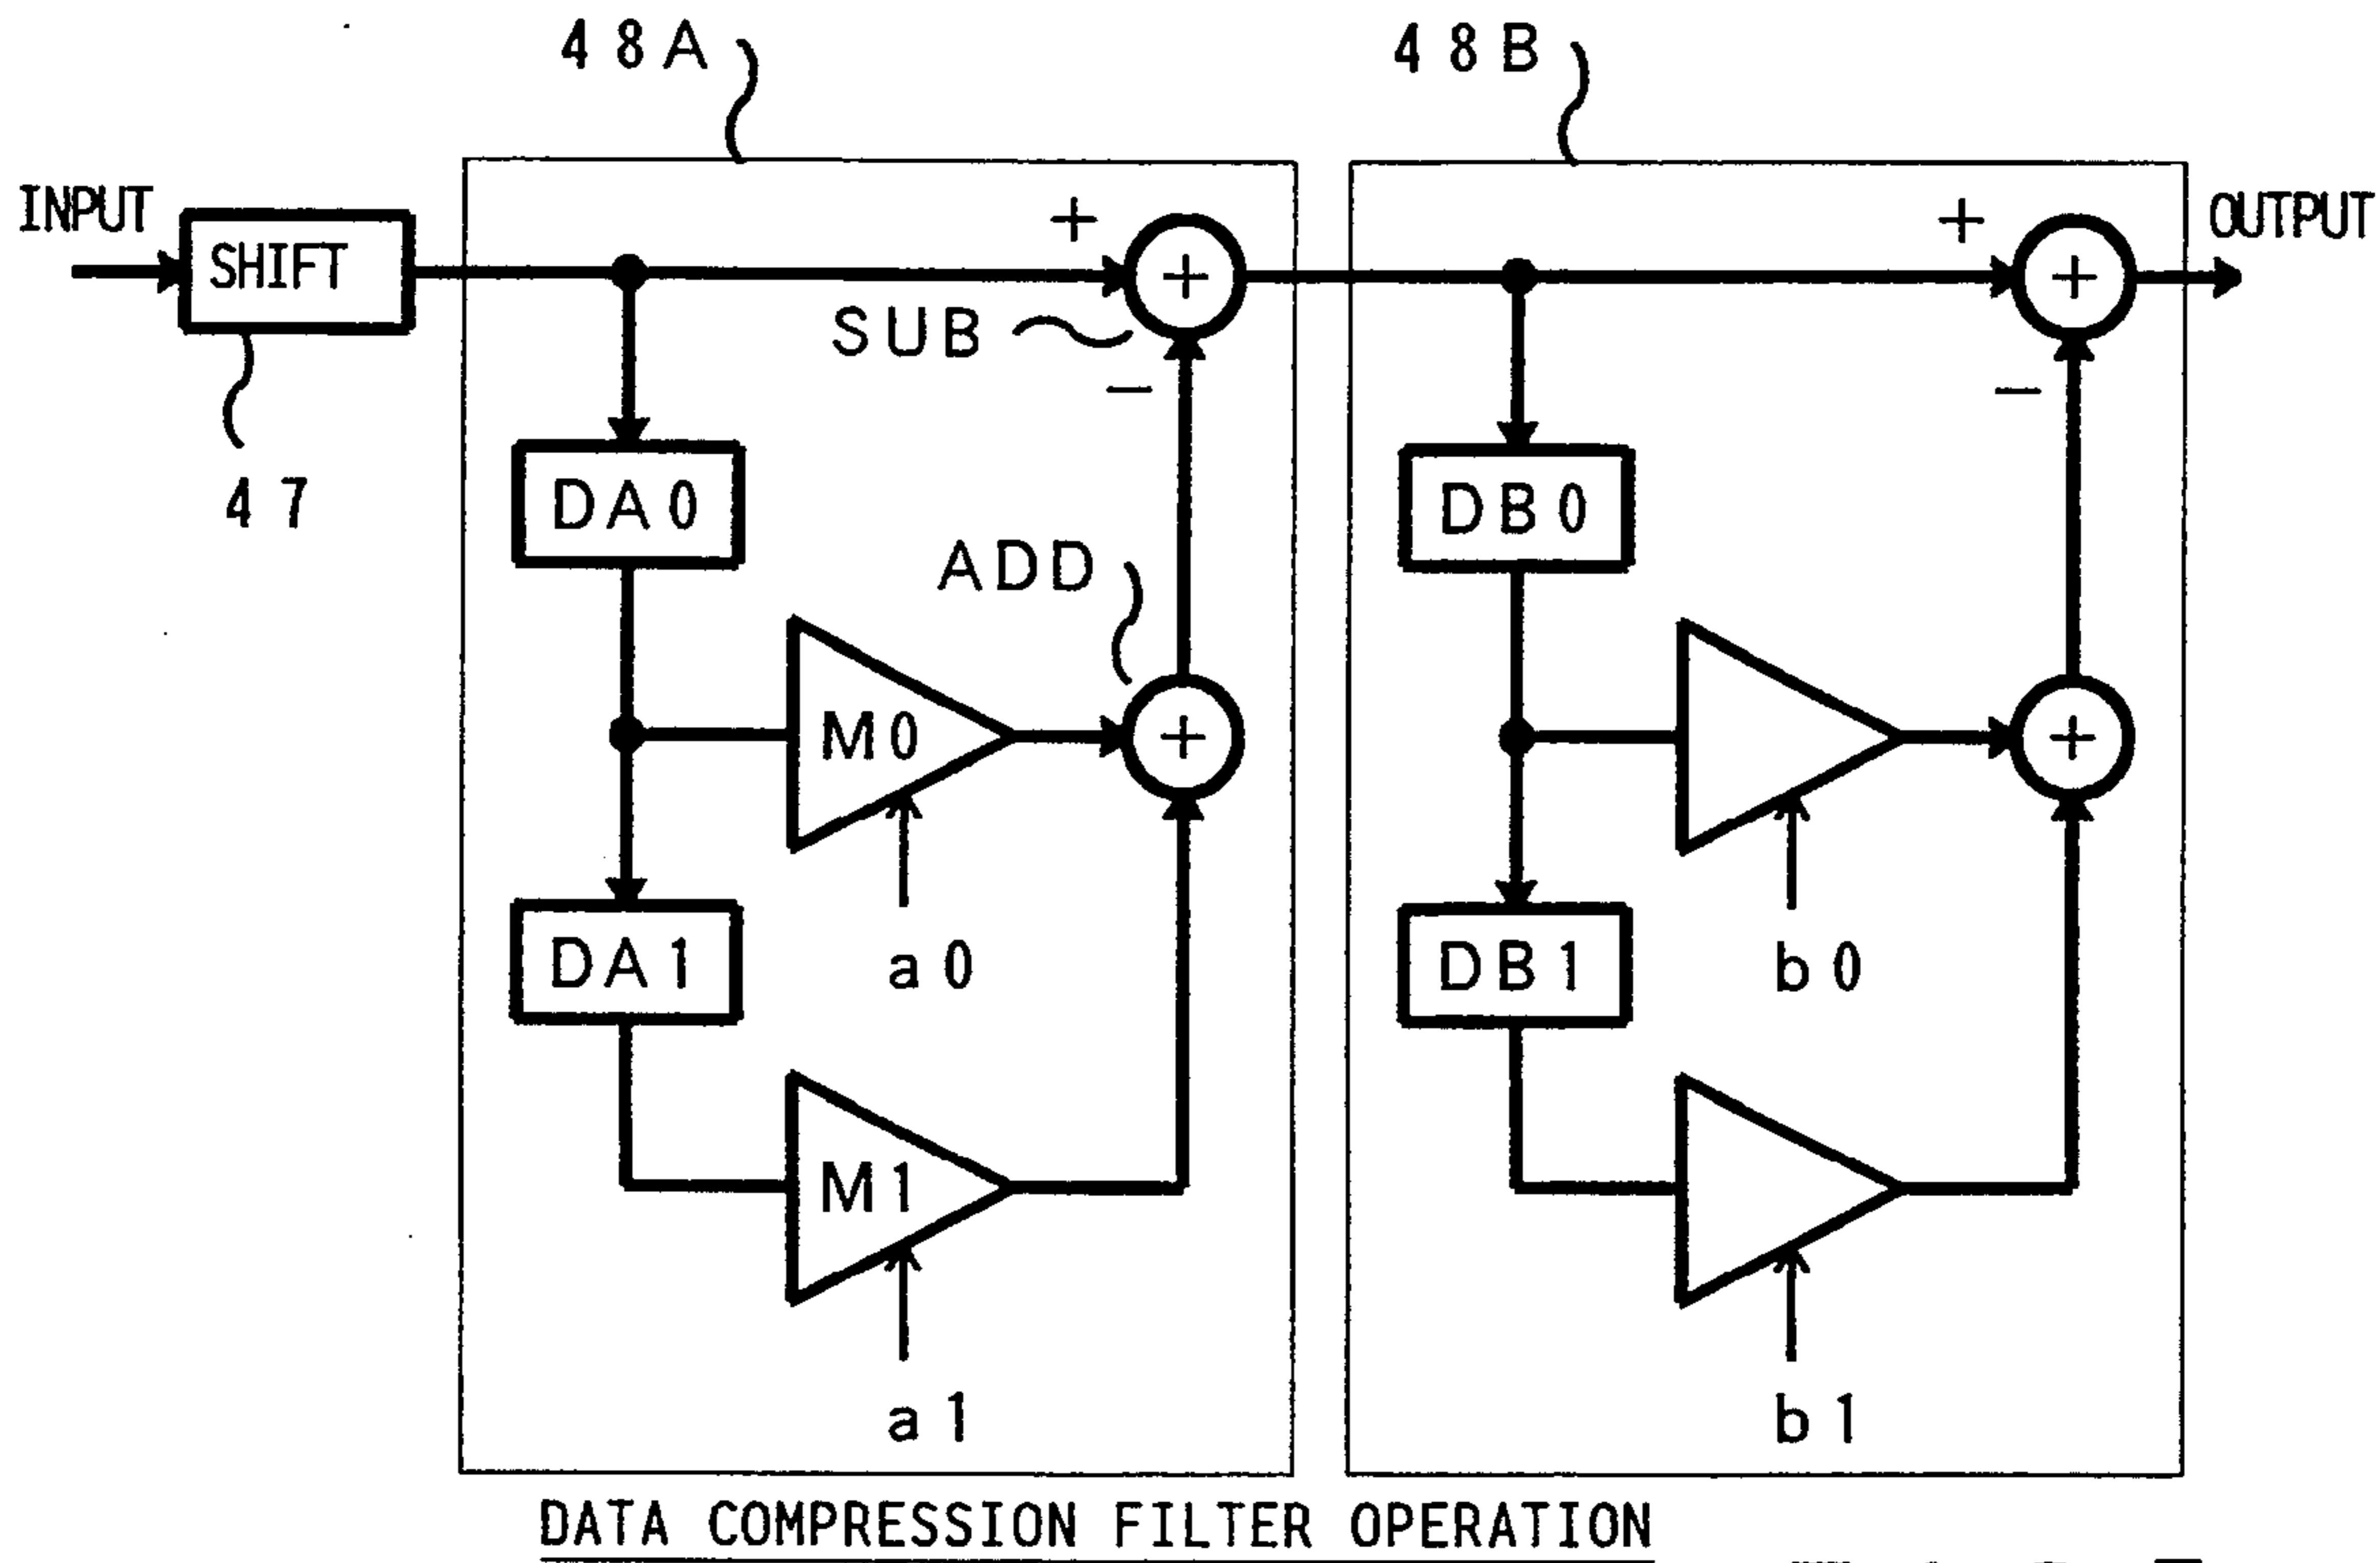 48A
48B
INPUT
SHIFT
+
+
+
+
OUTPUT
SUB
−
−
47
DA0
DB0
ADD
M0
+
+
DA1
a0
DB1
b0
M1
a1
b1
DATA COMPRESSION FILTER OPERATION